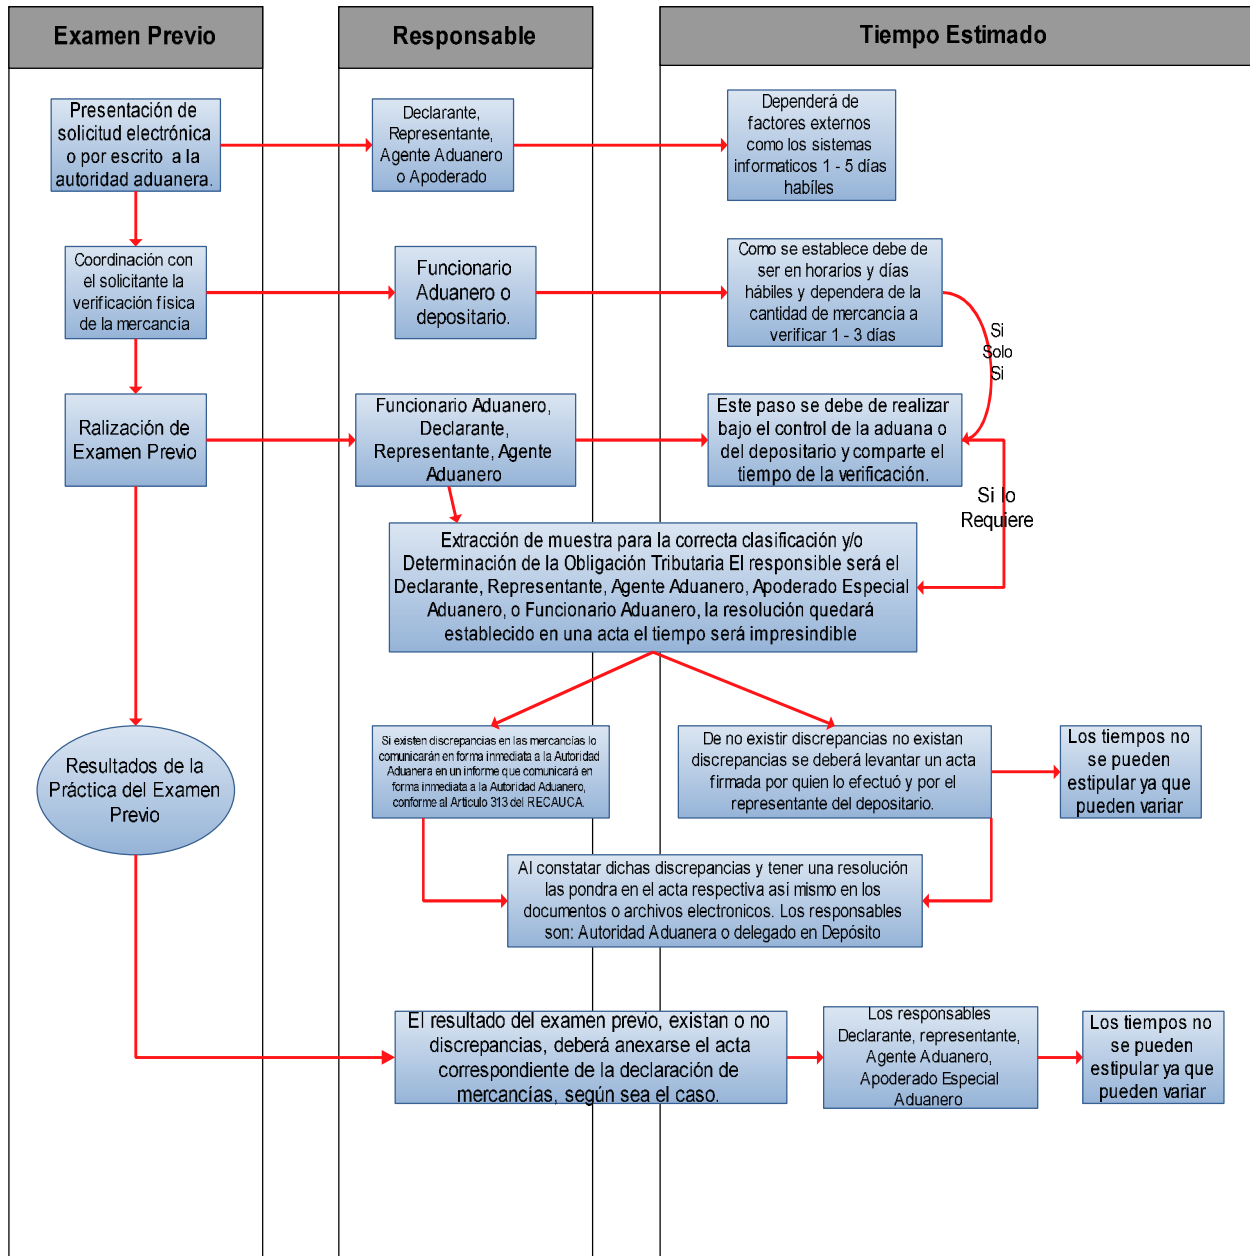 Examen Previo
Responsable
Tiempo Estimado
Presentación de
solicitud electrónica
o por escrito a la
autoridad aduanera.
Declarante,
Representante,
Agente Aduanero
o Apoderado
Dependerá de
factores externos
como los sistemas
informaticos 1 - 5 días
habíles
Coordinación con
el solicitante la
verificación física
de la mercancía
Funcionario
Aduanero o
depositario.
Como se establece debe de
ser en horarios y días
hábiles y dependera de la
cantidad de mercancía a
verificar 1 - 3 días
Si
Solo
Si
Ralización de
Examen Previo
Funcionario Aduanero,
Declarante,
Representante, Agente
Aduanero
Este paso se debe de realizar
bajo el control de la aduana o
del depositario y comparte el
tiempo de la verificación.
Si lo
Requiere
Extracción de muestra para la correcta clasificación y/o
Determinación de la Obligación Tributaria El responsible será el
Declarante, Representante, Agente Aduanero, Apoderado Especial
Aduanero, o Funcionario Aduanero, la resolución quedará
establecido en una acta el tiempo será impresindible
Resultados de la
Práctica del Examen
Previo
Si existen discrepancias en las mercancías lo
comunicarán en forma inmediata a la Autoridad
Aduanera en un informe que comunicará en
forma inmediata a la Autoridad Aduanero,
conforme al Articulo 313 del RECAUCA.
De no existir discrepancias no existan
discrepancias se deberá levantar un acta
firmada por quien lo efectuó y por el
representante del depositario.
Los tiempos no
se pueden
estipular ya que
pueden variar
Al constatar dichas discrepancias y tener una resolución
las pondra en el acta respectiva asi mismo en los
documentos o archivos electronicos. Los responsables
son: Autoridad Aduanera o delegado en Depósito
El resultado del examen previo, existan o no
discrepancias, deberá anexarse el acta
correspondiente de la declaración de
mercancías, según sea el caso.
Los responsables
Declarante, representante,
Agente Aduanero,
Apoderado Especial
Aduanero
Los tiempos no
se pueden
estipular ya que
pueden variar